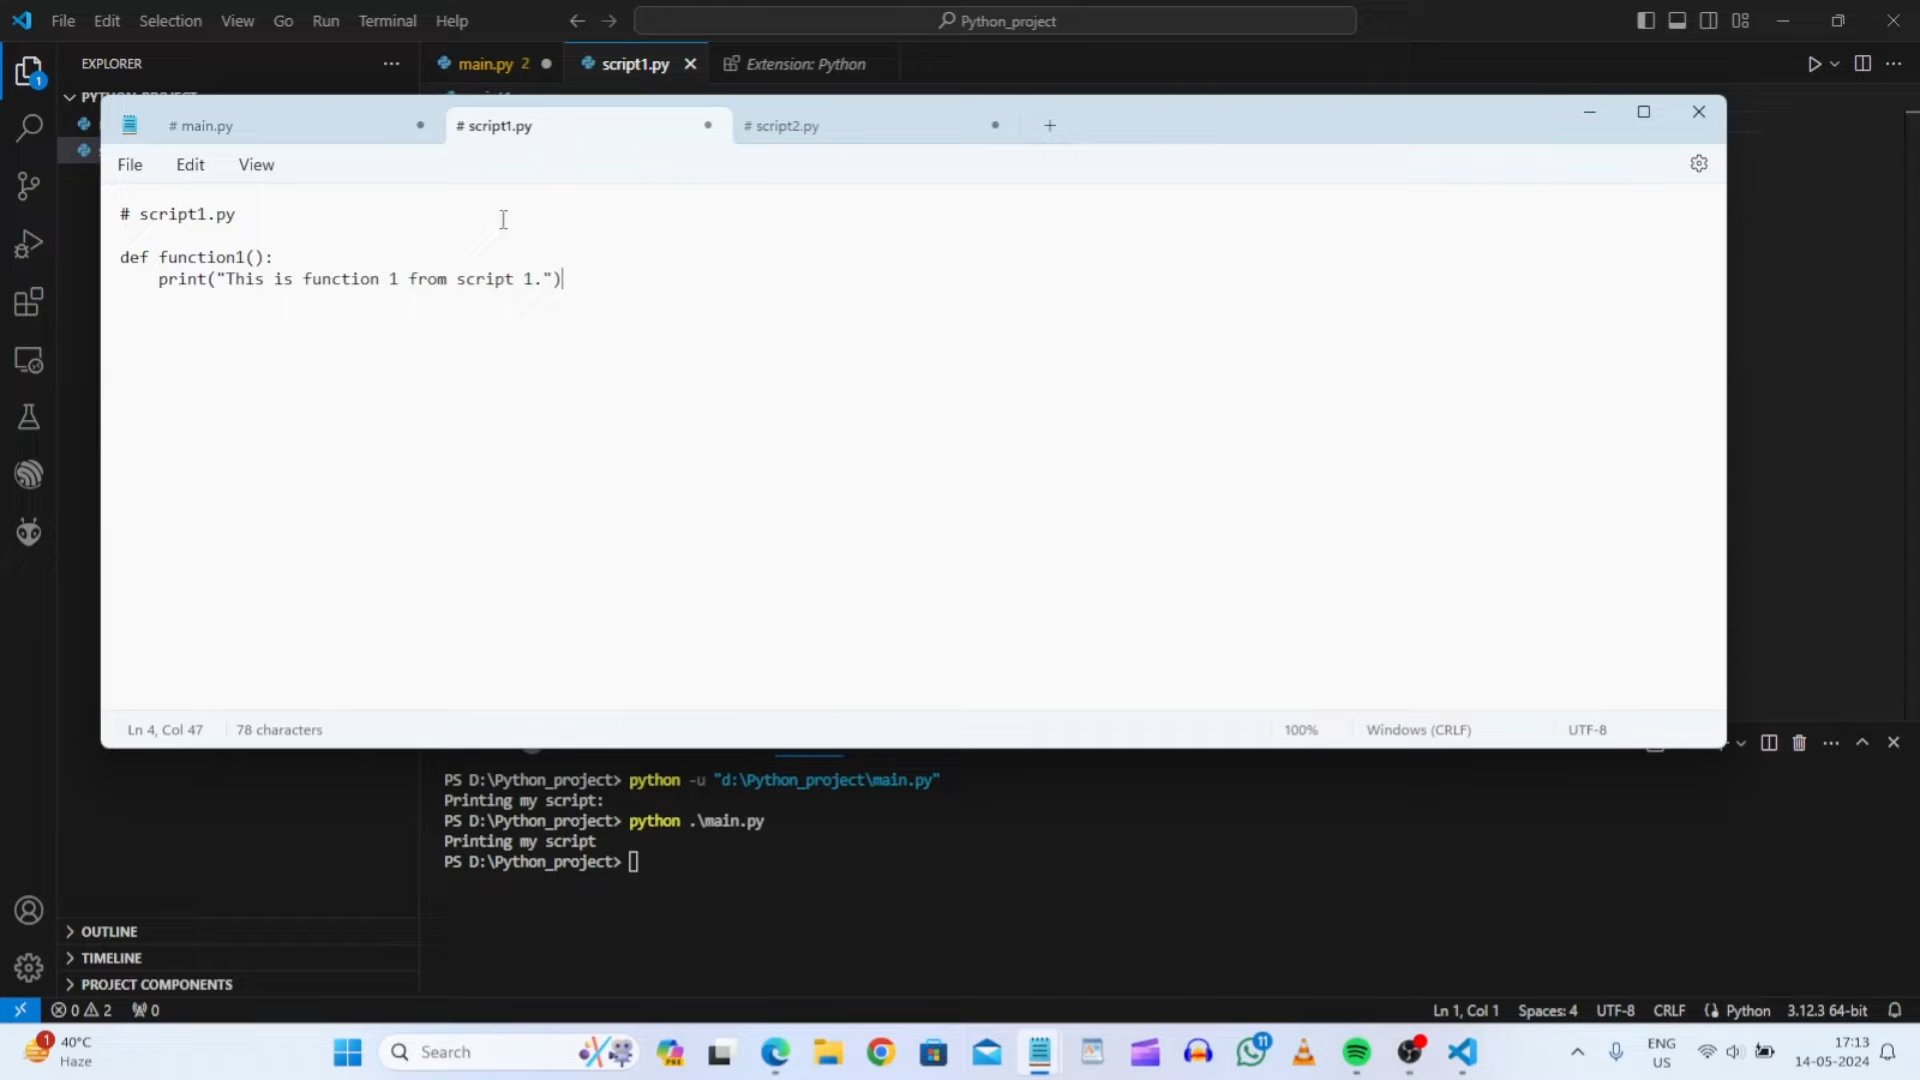 File Edit Selection View Go Run Terminal Help
Python_project
EXPLORER
main.py 2
script1.py
Extension: Python
# main.py
# script1.py
# script2.py
File Edit View
# script1.py
def function1():
print("This is function 1 from script 1.")
Ln 4, Col 47
78 characters
100%
Windows (CRLF)
UTF-8
PS D:\Python_project> python -u "d:\Python_project\main.py"
Printing my script:
PS D:\Python_project> python .\main.py
Printing my script
PS D:\Python_project>
OUTLINE
TIMELINE
PROJECT COMPONENTS
0 2 0
Ln 1, Col 1 Spaces: 4 UTF-8 CRLF Python 3.12.3 64-bit
1
40°C
Haze
Search
PRE
11
ENG
US
17:13
14-05-2024